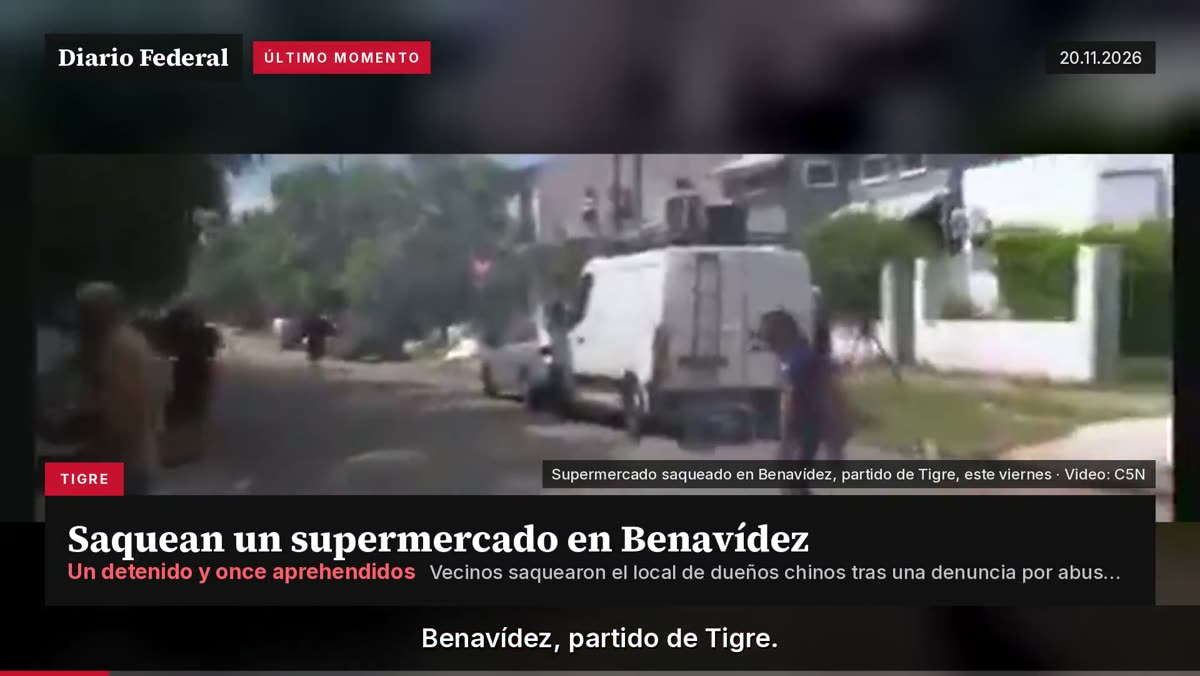 Diario Federal
ÚLTIMO MOMENTO
20.11.2026
TIGRE
Supermercado saqueado en Benavídez, partido de Tigre, este viernes · Video: C5N
Saquean un supermercado en Benavídez
Un detenido y once aprehendidos Vecinos saquearon el local de dueños chinos tras una denuncia por abus...
Benavídez, partido de Tigre.